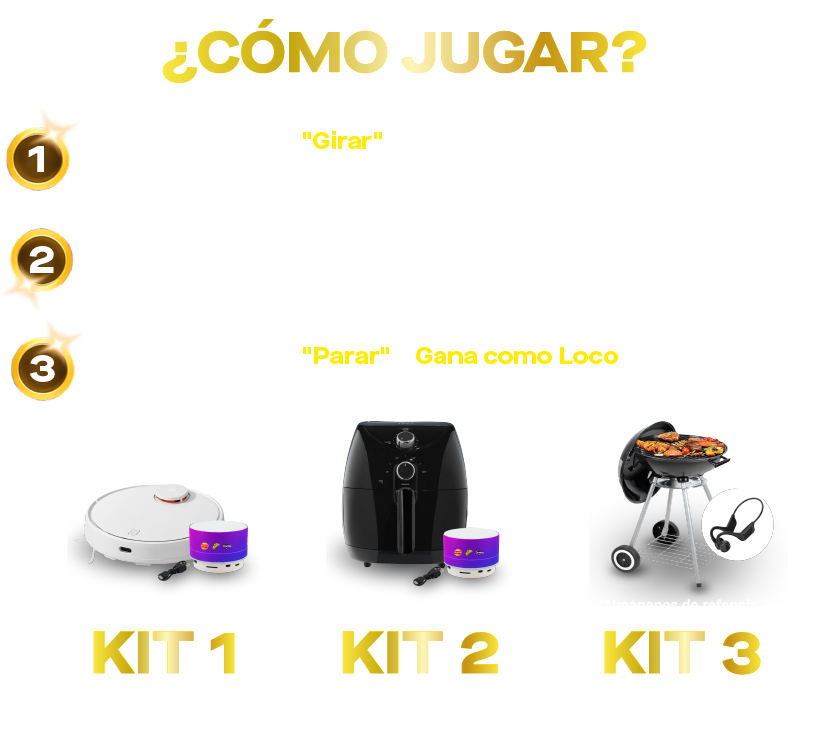 ¿CÓMO JUGAR?
1
"Girar"
2
3
"Parar" Gana como Loco
KIT 1
KIT 2
KIT 3